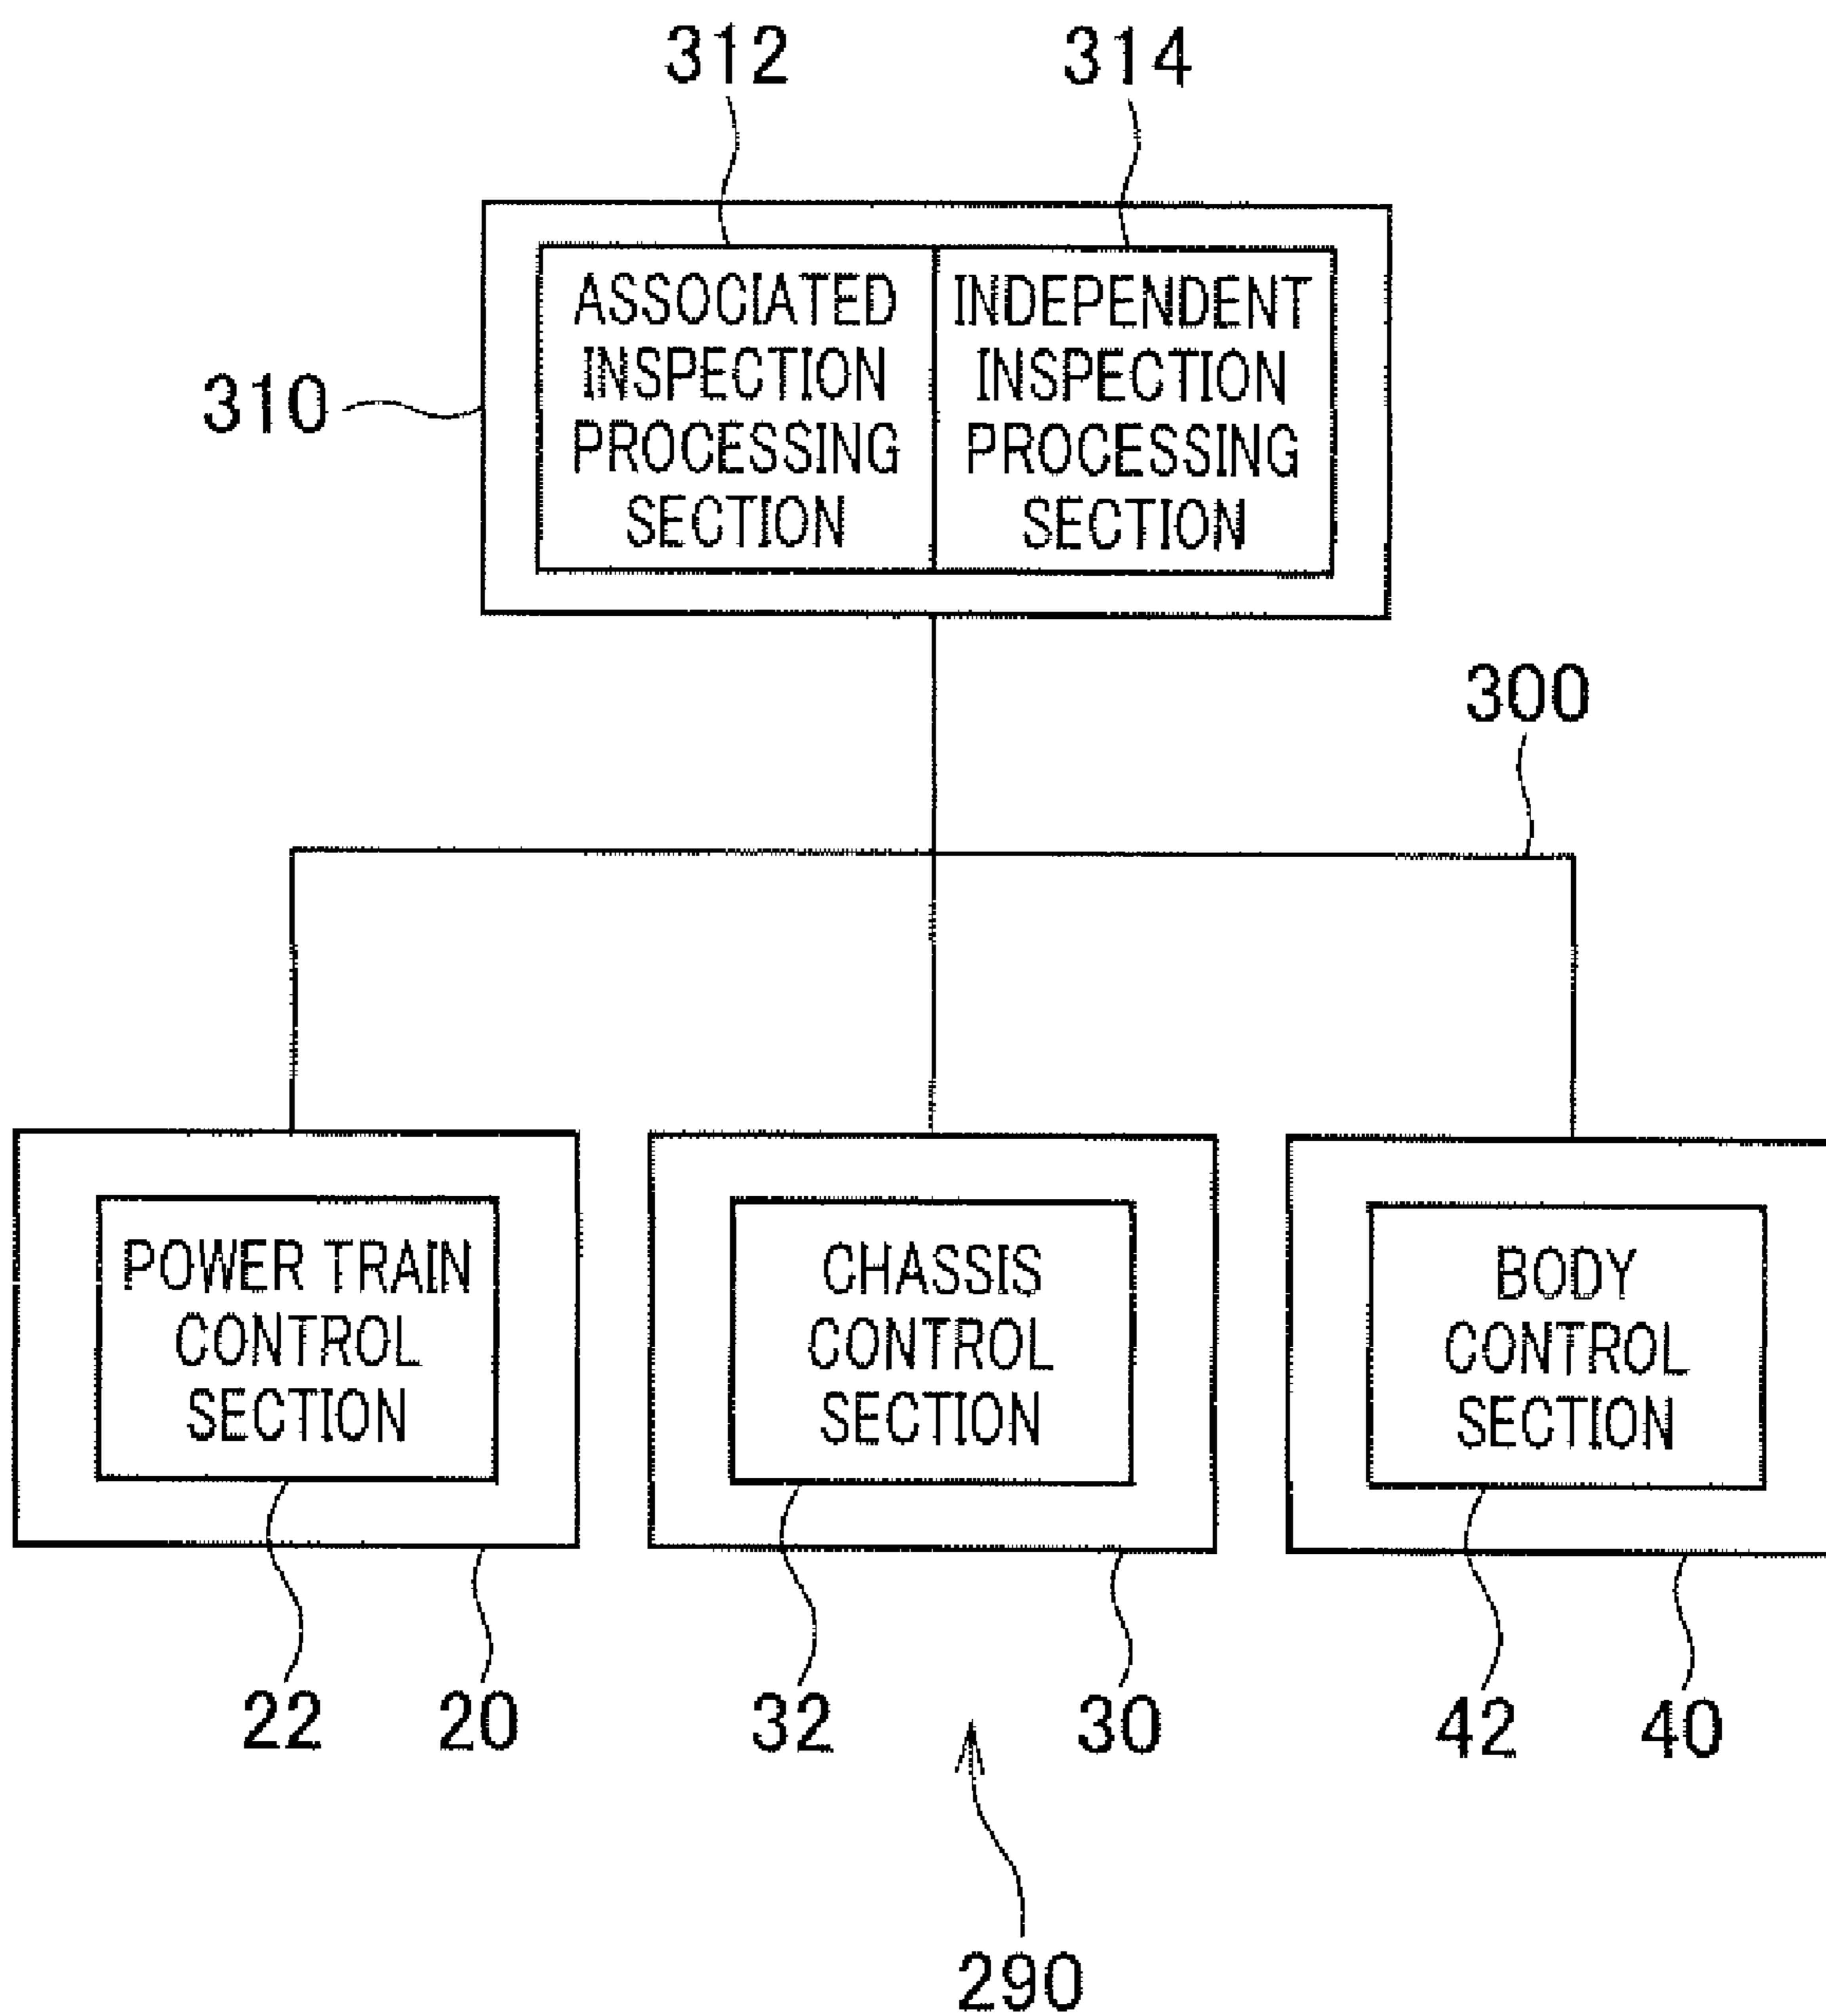 312
314
ASSOCIATED
INSPECTION
PROCESSING
SECTION
INDEPENDENT
INSPECTION
PROCESSING
SECTION
310
300
POWER TRAIN
CONTROL
SECTION
CHASSIS
CONTROL
SECTION
BODY
CONTROL
SECTION
22
20
32
30
42
40
290